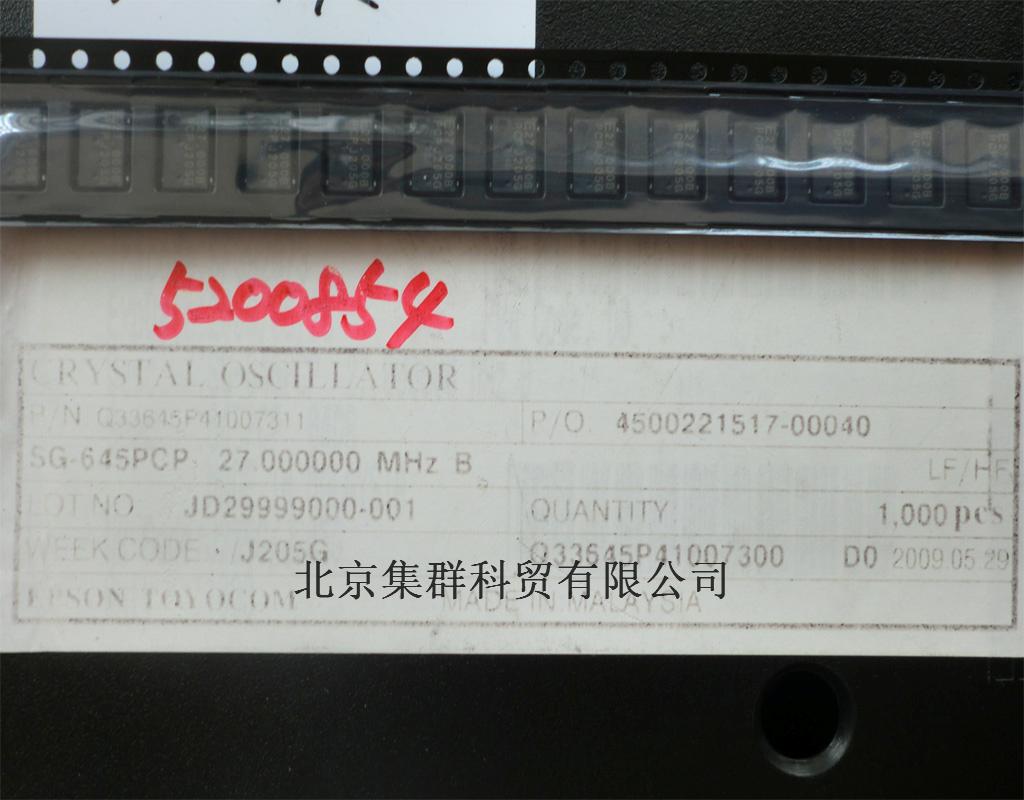 5200854
CRYSTAL OSCILLATOR
P/N Q33645P41007311 P/O 4500221517-00040
SG-645PCP 27.000000 MHz B LF/HF
LOT NO JD29999000-001 QUANTITY 1,000 pcs
WEEK CODE J205G Q33645P41007300 D0 2009.05.29
北京集群科贸有限公司
EPSON TOYOCOM MADE IN MALAYSIA